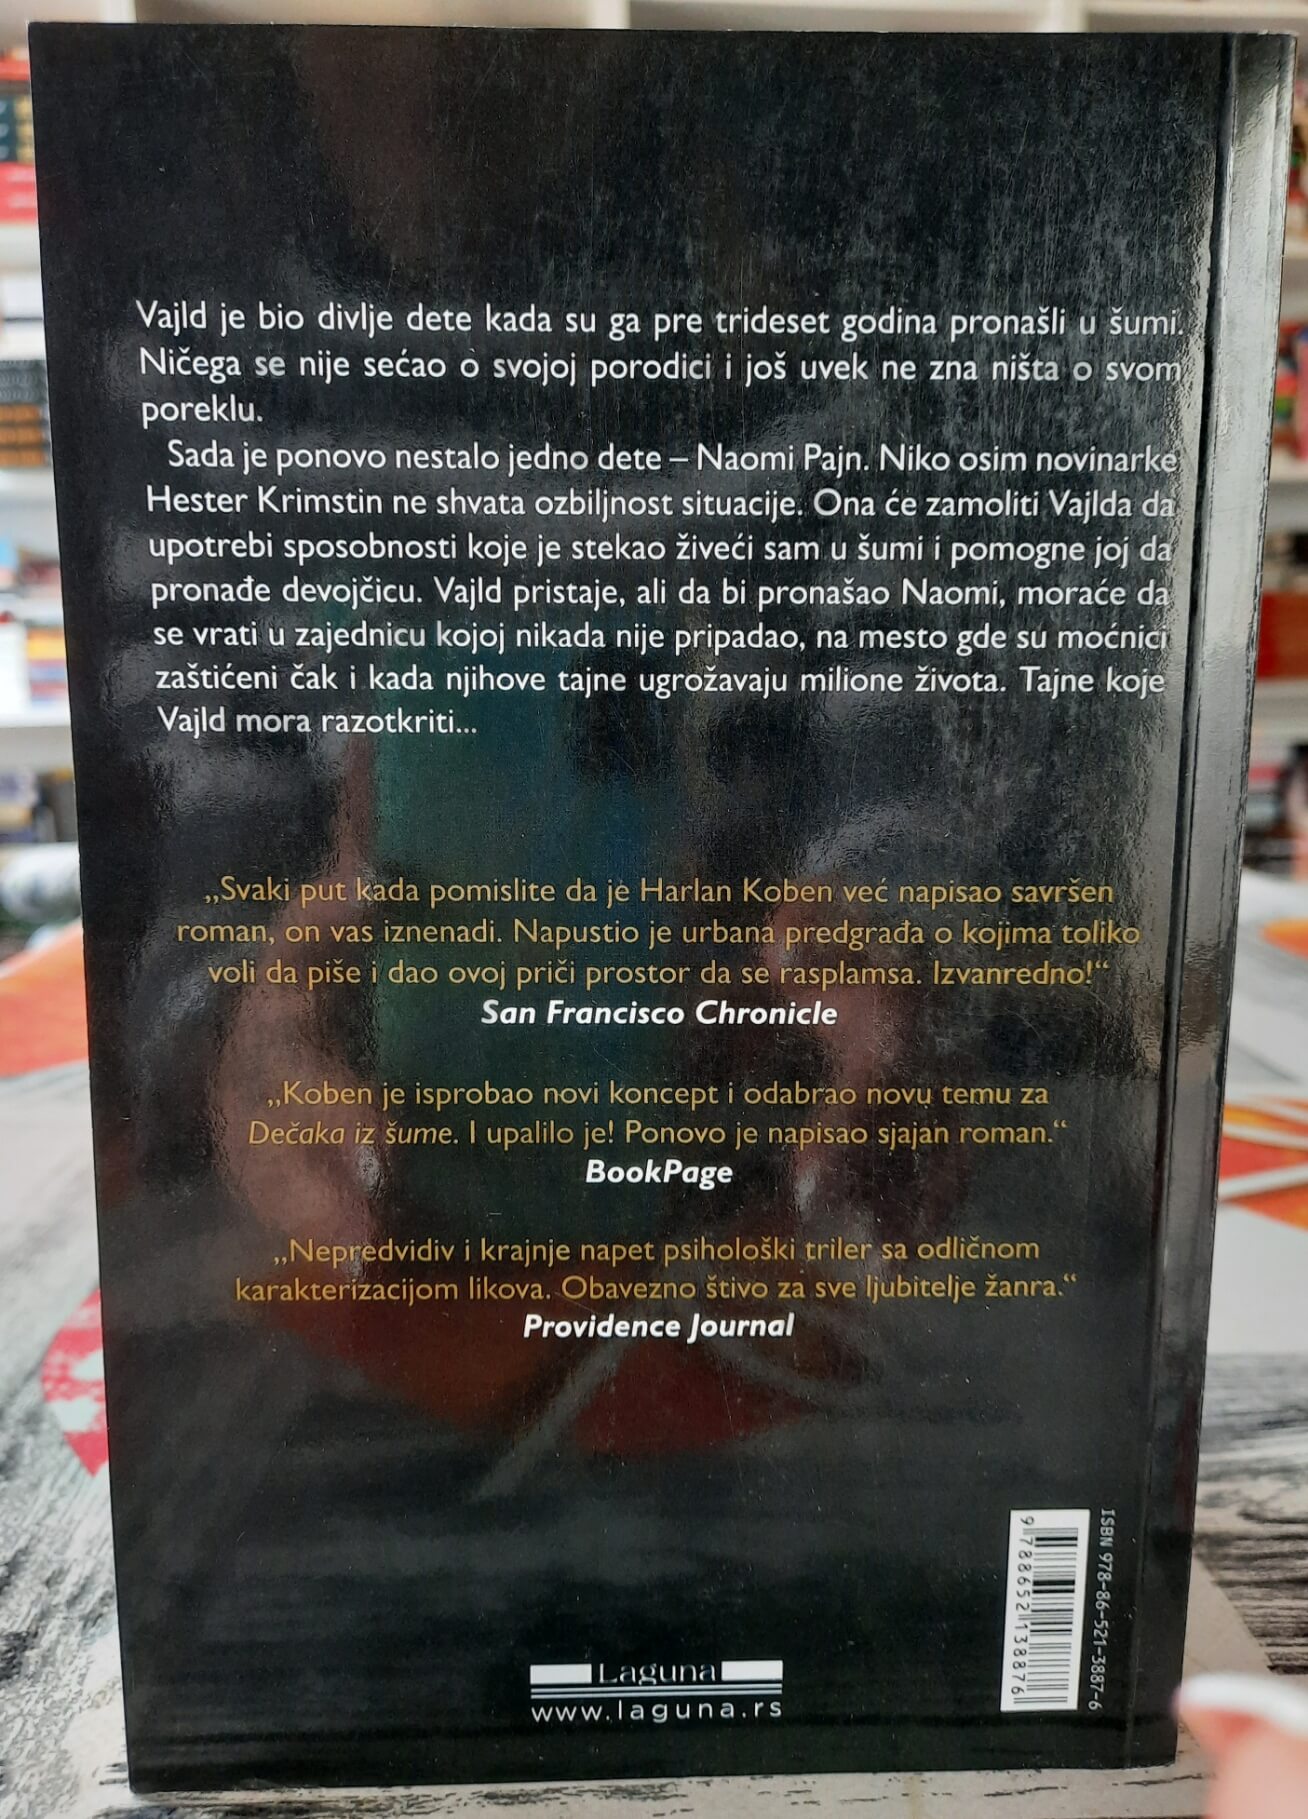 Vajld je bio divlje dete kada su ga pre trideset godina pronašli u šumi.
Ničega se nije sećao o svojoj porodici i još uvek ne zna ništa o svom
poreklu.
Sada je ponovo nestalo jedno dete – Naomi Pajn. Niko osim novinarke
Hester Krimstin ne shvata ozbiljnost situacije. Ona će zamoliti Vajlda da
upotrebi sposobnosti koje je stekao živeći sam u šumi i pomogne joj da
pronađe devojčicu. Vajld pristaje, ali da bi pronašao Naomi, moraće da
se vrati u zajednicu kojoj nikada nije pripadao, na mesto gde su moćnici
zaštićeni čak i kada njihove tajne ugrožavaju milione života. Tajne koje
Vajld mora razotkriti...
„Svaki put kada pomislite da je Harlan Koben već napisao savršen
roman, on vas iznenadi. Napustio je urbana predgrađa o kojima toliko
voli da piše i dao ovoj priči prostor da se rasplamsa. Izvanredno!“
San Francisco Chronicle
„Koben je isprobao novi koncept i odabrao novu temu za
Dečaka iz šume. I upalilo je! Ponovo je napisao sjajan roman.“
BookPage
„Nepredvidiv i krajnje napet psihološki triler sa odličnom
karakterizacijom likova. Obavezno štivo za sve ljubitelje žanra.“
Providence Journal
ISBN 978-86-521-3887-6
9 788652 138876
Laguna
www.laguna.rs